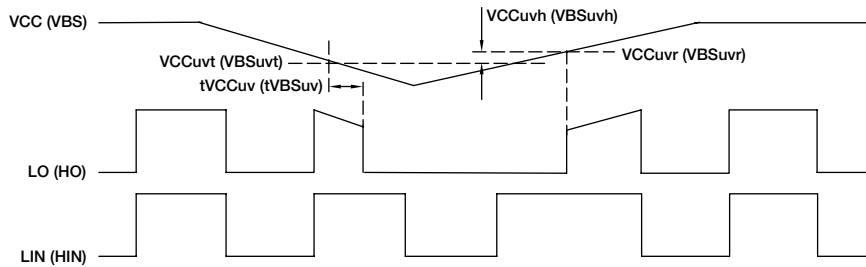 VCC (VBS)
VCCuvh (VBSuvh)
VCCuvt (VBSuvt)
VCCuvr (VBSuvr)
tVCCuv (tVBSuv)
LO (HO)
LIN (HIN)